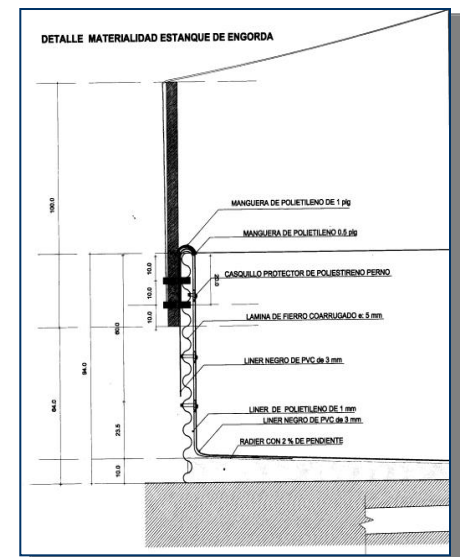 DETALLE MATERIALIDAD ESTANQUE DE ENGORDA
100.0
MANGUERA DE POLIETILENO DE 1 plg
MANGUERA DE POLIETILENO 0.5 plg
10.0
20.0
CASQUILLO PROTECTOR DE POLIESTIRENO PERNO
10.0
10.0
LAMINA DE FIERRO COARRUGADO e: 5 mm
60.0
94.0
84.0
LINER NEGRO DE PVC de 3 mm
LINER DE POLIETILENO DE 1 mm
LINER NEGRO DE PVC de 3 mm
23.5
RADIER CON 2 % DE PENDIENTE
10.0